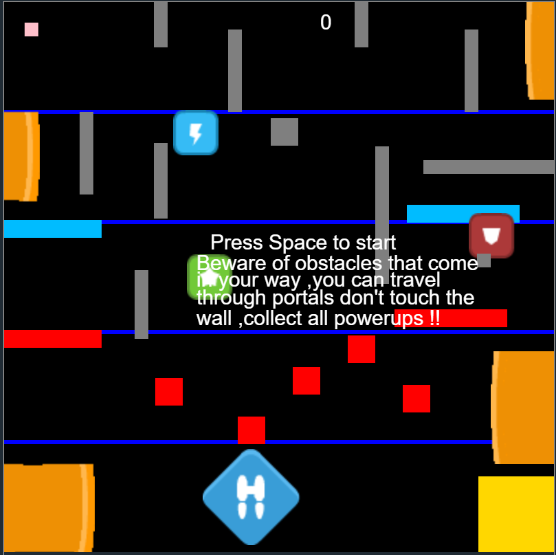 0
Press Space to start
Beware of obstacles that come
in your way ,you can travel
through portals don't touch the
wall ,collect all powerups !!